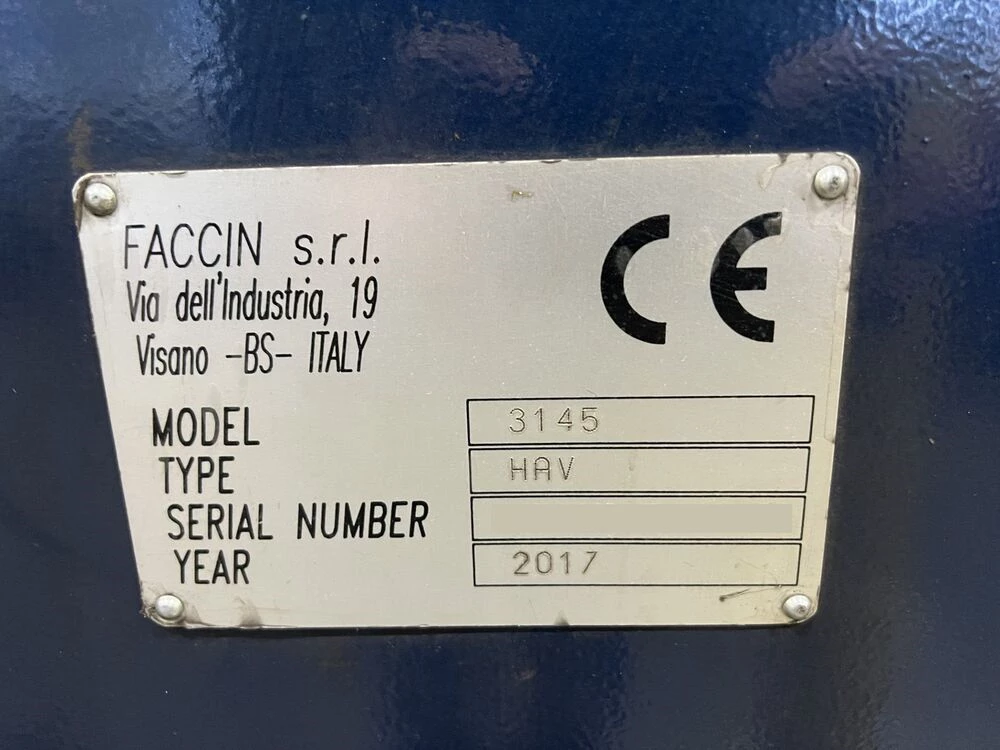 FACCIN s.r.l.
Via dell'Industria, 19
Visano -BS- ITALY
CE
MODEL 3145
TYPE HAV
SERIAL NUMBER
YEAR 2017